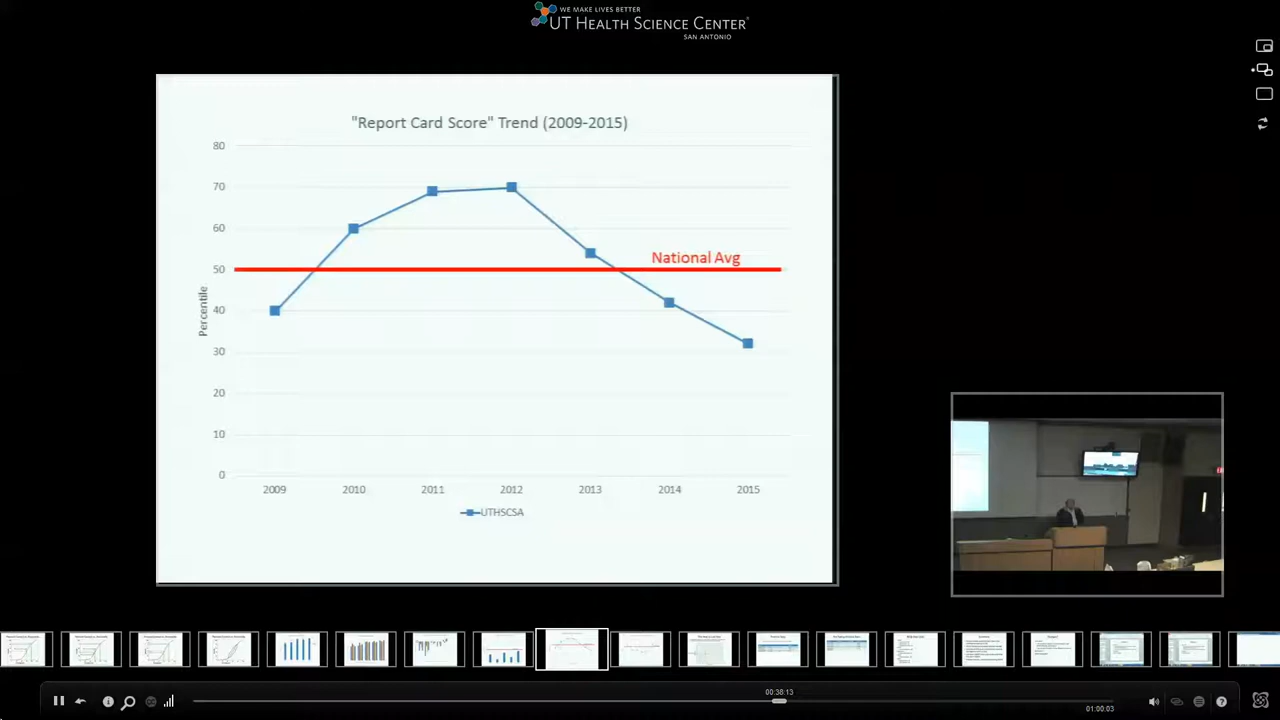 WE MAKE LIVES BETTER
UT HEALTH SCIENCE CENTER®
SAN ANTONIO
"Report Card Score" Trend (2009-2015)
80
70
60
50
40
30
20
10
0
Percentile
National Avg
2009 2010 2011 2012 2013 2014 2015
UTHSCSA
00:38:13
01:00:03